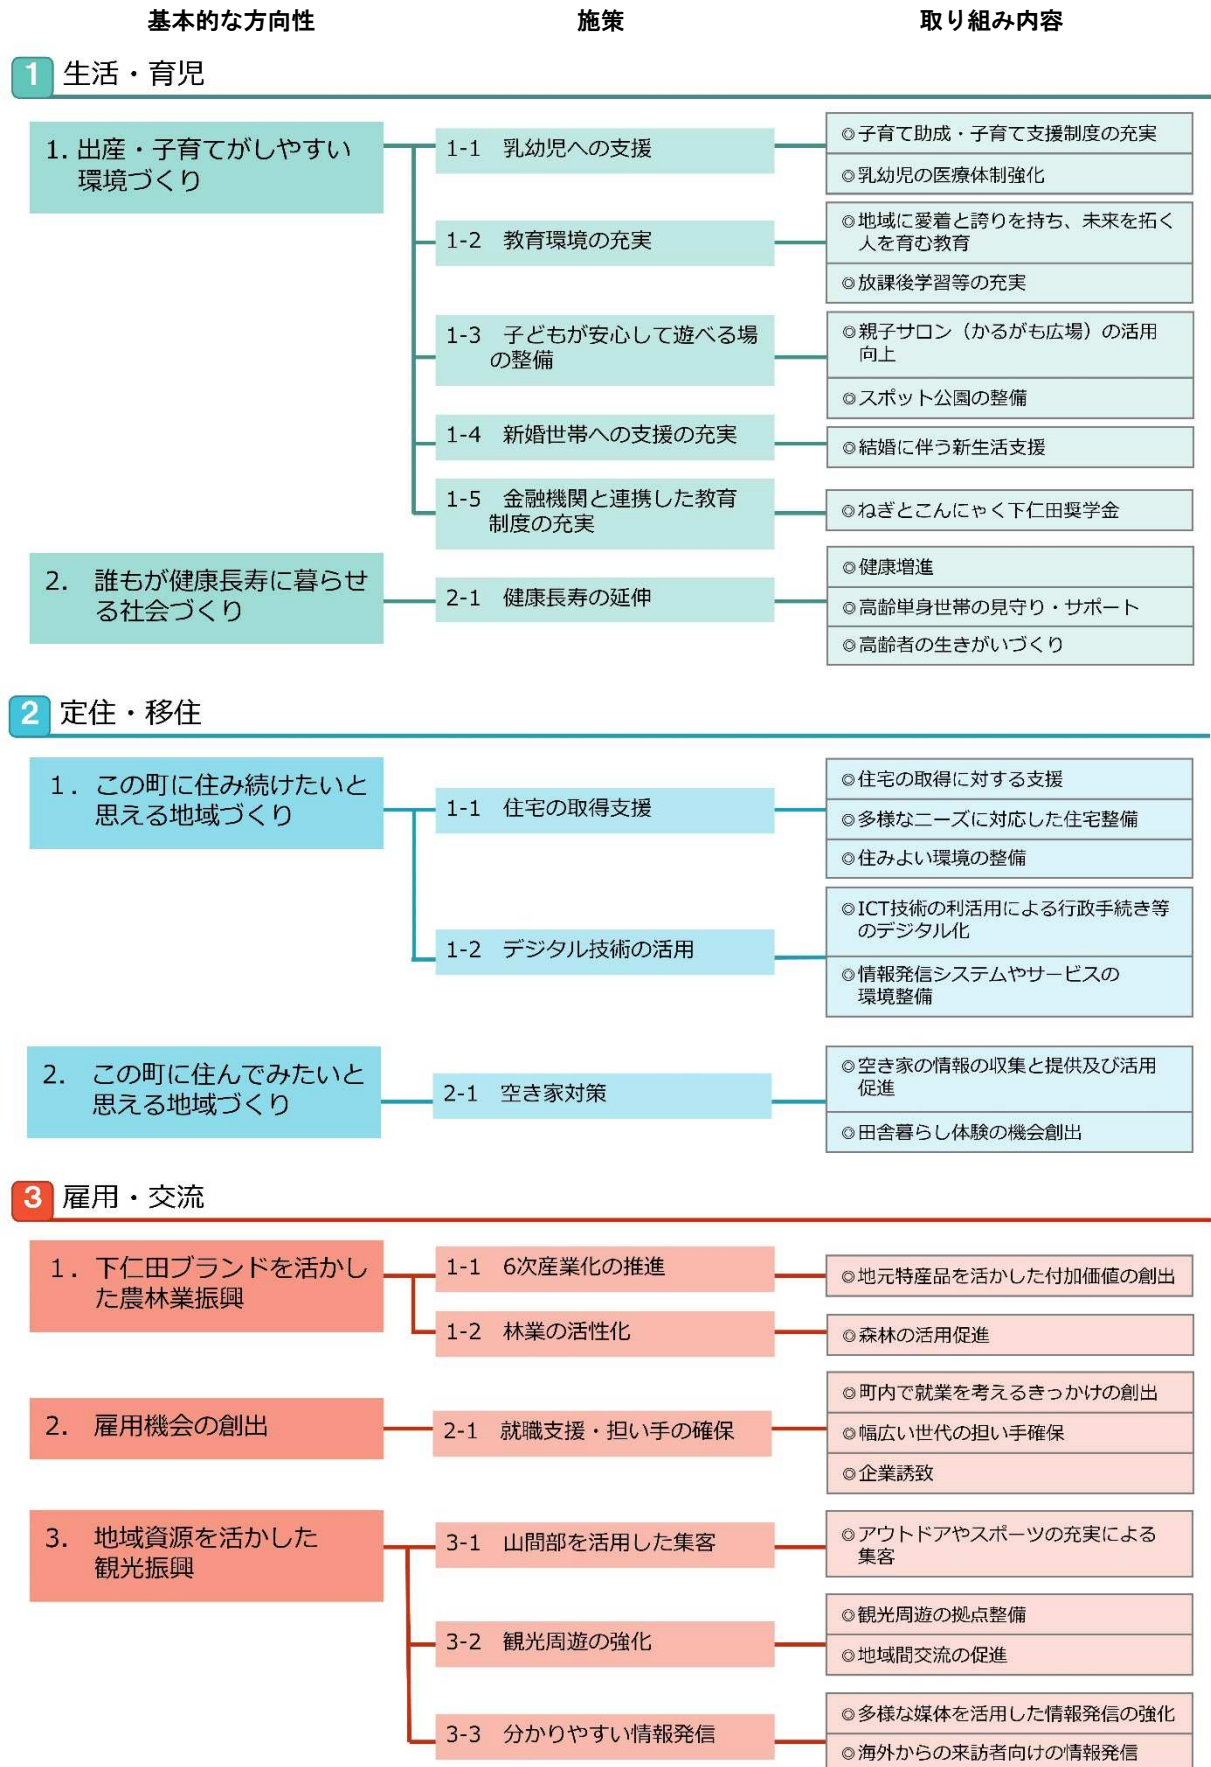 基本的な方向性 施策 取り組み内容
1 生活・育児
1. 出産・子育てがしやすい
環境づくり
1-1 乳幼児への支援
◎子育て助成・子育て支援制度の充実
◎乳幼児の医療体制強化
1-2 教育環境の充実
◎地域に愛着と誇りを持ち、未来を拓く
人を育む教育
◎放課後学習等の充実
1-3 子どもが安心して遊べる場
の整備
◎親子サロン（かるがも広場）の活用
向上
◎スポット公園の整備
1-4 新婚世帯への支援の充実
◎結婚に伴う新生活支援
1-5 金融機関と連携した教育
制度の充実
◎ねぎとこんにゃく下仁田奨学金
2. 誰もが健康長寿に暮らせ
る社会づくり
2-1 健康長寿の延伸
◎健康増進
◎高齢単身世帯の見守り・サポート
◎高齢者の生きがいづくり
2 定住・移住
1. この町に住み続けたいと
思える地域づくり
1-1 住宅の取得支援
◎住宅の取得に対する支援
◎多様なニーズに対応した住宅整備
◎住みよい環境の整備
1-2 デジタル技術の活用
◎ICT技術の利活用による行政手続き等
のデジタル化
◎情報発信システムやサービスの
環境整備
2. この町に住んでみたいと
思える地域づくり
2-1 空き家対策
◎空き家の情報の収集と提供及び活用
促進
◎田舎暮らし体験の機会創出
3 雇用・交流
1. 下仁田ブランドを活かし
た農林業振興
1-1 6次産業化の推進
◎地元特産品を活かした付加価値の創出
1-2 林業の活性化
◎森林の活用促進
2. 雇用機会の創出
2-1 就職支援・担い手の確保
◎町内で就業を考えるきっかけの創出
◎幅広い世代の担い手確保
◎企業誘致
3. 地域資源を活かした
観光振興
3-1 山間部を活用した集客
◎アウトドアやスポーツの充実による
集客
3-2 観光周遊の強化
◎観光周遊の拠点整備
◎地域間交流の促進
3-3 分かりやすい情報発信
◎多様な媒体を活用した情報発信の強化
◎海外からの来訪者向けの情報発信